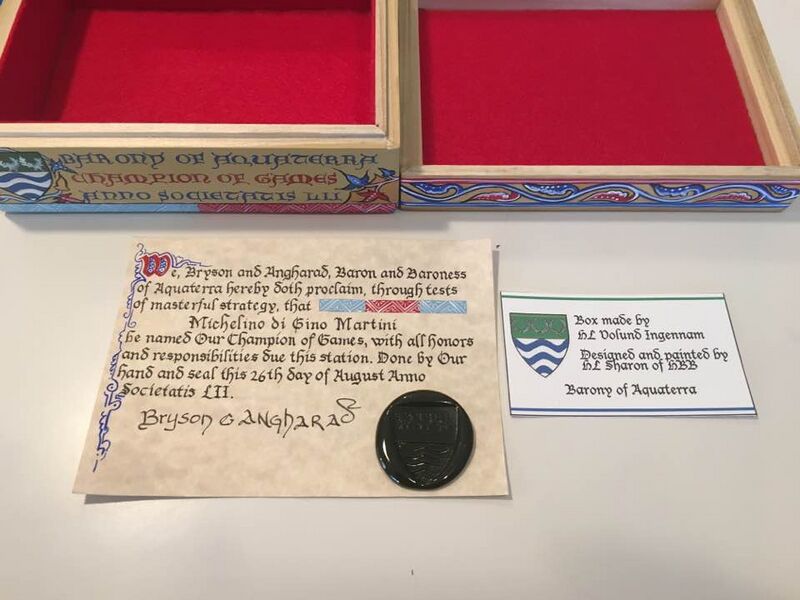 BARONY OF AQUATERRA
CHAMPION OF GAMES
ANNO SOCIETATIS LII
We, Bryson and Angharad, Baron and Baroness
of Aquaterra hereby doth proclaim, through tests
of masterful strategy, that
Michelino di Gino Martini
be named Our Champion of Games, with all honors
and responsibilities due this station. Done by Our
hand and seal this 26th day of August Anno
Societatis LII.
Bryson & Angharad
Box made by
HL Volund Ingennam
Designed and painted by
HL Sharon of HBB
Barony of Aquaterra